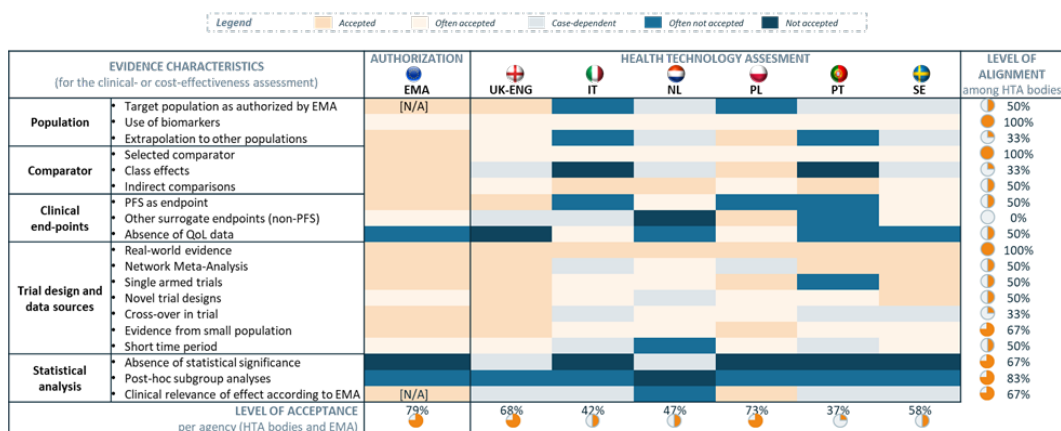 Legend Accepted Often accepted Case-dependent Often not accepted Not accepted
EVIDENCE CHARACTERISTICS AUTHORIZATION HEALTH TECHNOLOGY ASSESMENT LEVEL OF
(for the clinical- or cost-effectiveness assessment) ALIGNMENT
EMA UK-ENG IT NL PL PT SE among HTA bodies
• Target population as authorized by EMA [N/A] 50%
Population • Use of biomarkers 100%
• Extrapolation to other populations 33%
• Selected comparator 100%
Comparator • Class effects 33%
• Indirect comparisons 50%
• PFS as endpoint 50%
Clinical
end-points • Other surrogate endpoints (non-PFS) 0%
• Absence of QoL data 50%
• Real-world evidence 100%
• Network Meta-Analysis 50%
• Single armed trials 50%
Trial design and
data sources • Novel trial designs 50%
• Cross-over in trial 33%
• Evidence from small population 67%
• Short time period 50%
• Absence of statistical significance 67%
Statistical
analysis • Post-hoc subgroup analyses 83%
• Clinical relevance of effect according to EMA [N/A] 67%
LEVEL OF ACCEPTANCE 79% 68% 42% 47% 73% 37% 58%
per agency (HTA bodies and EMA)